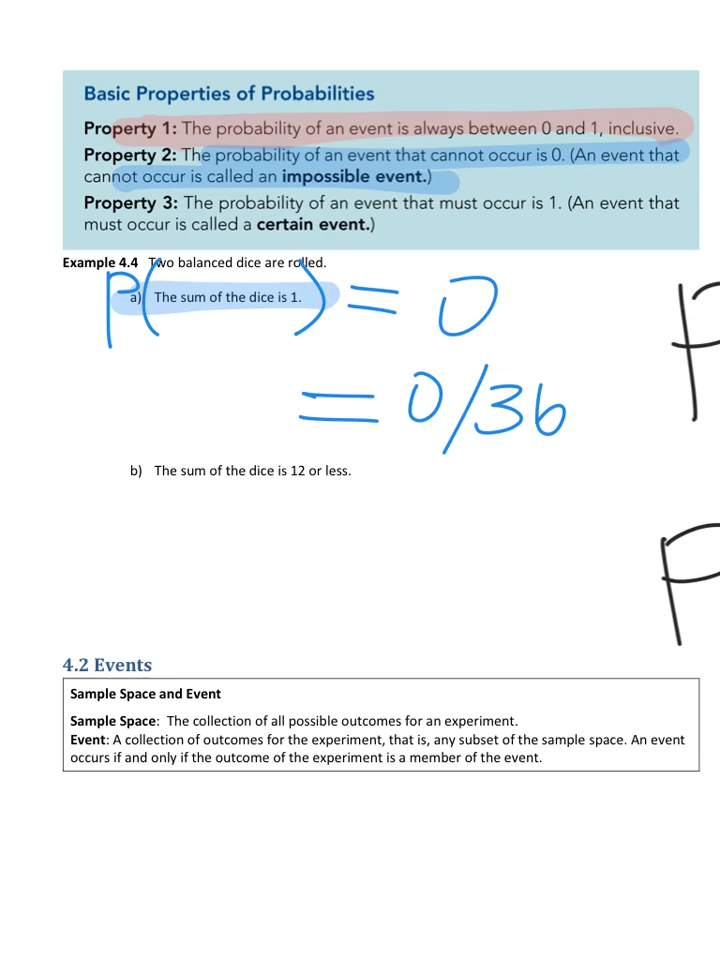 Basic Properties of Probabilities
Property 1: The probability of an event is always between 0 and 1, inclusive.
Property 2: The probability of an event that cannot occur is 0. (An event that
cannot occur is called an impossible event.)
Property 3: The probability of an event that must occur is 1. (An event that
must occur is called a certain event.)
Example 4.4 Two balanced dice are rolled.
P( a) The sum of the dice is 1. ) = 0
= 0/36
P
b) The sum of the dice is 12 or less.
P
4.2 Events
Sample Space and Event
Sample Space: The collection of all possible outcomes for an experiment.
Event: A collection of outcomes for the experiment, that is, any subset of the sample space. An event
occurs if and only if the outcome of the experiment is a member of the event.